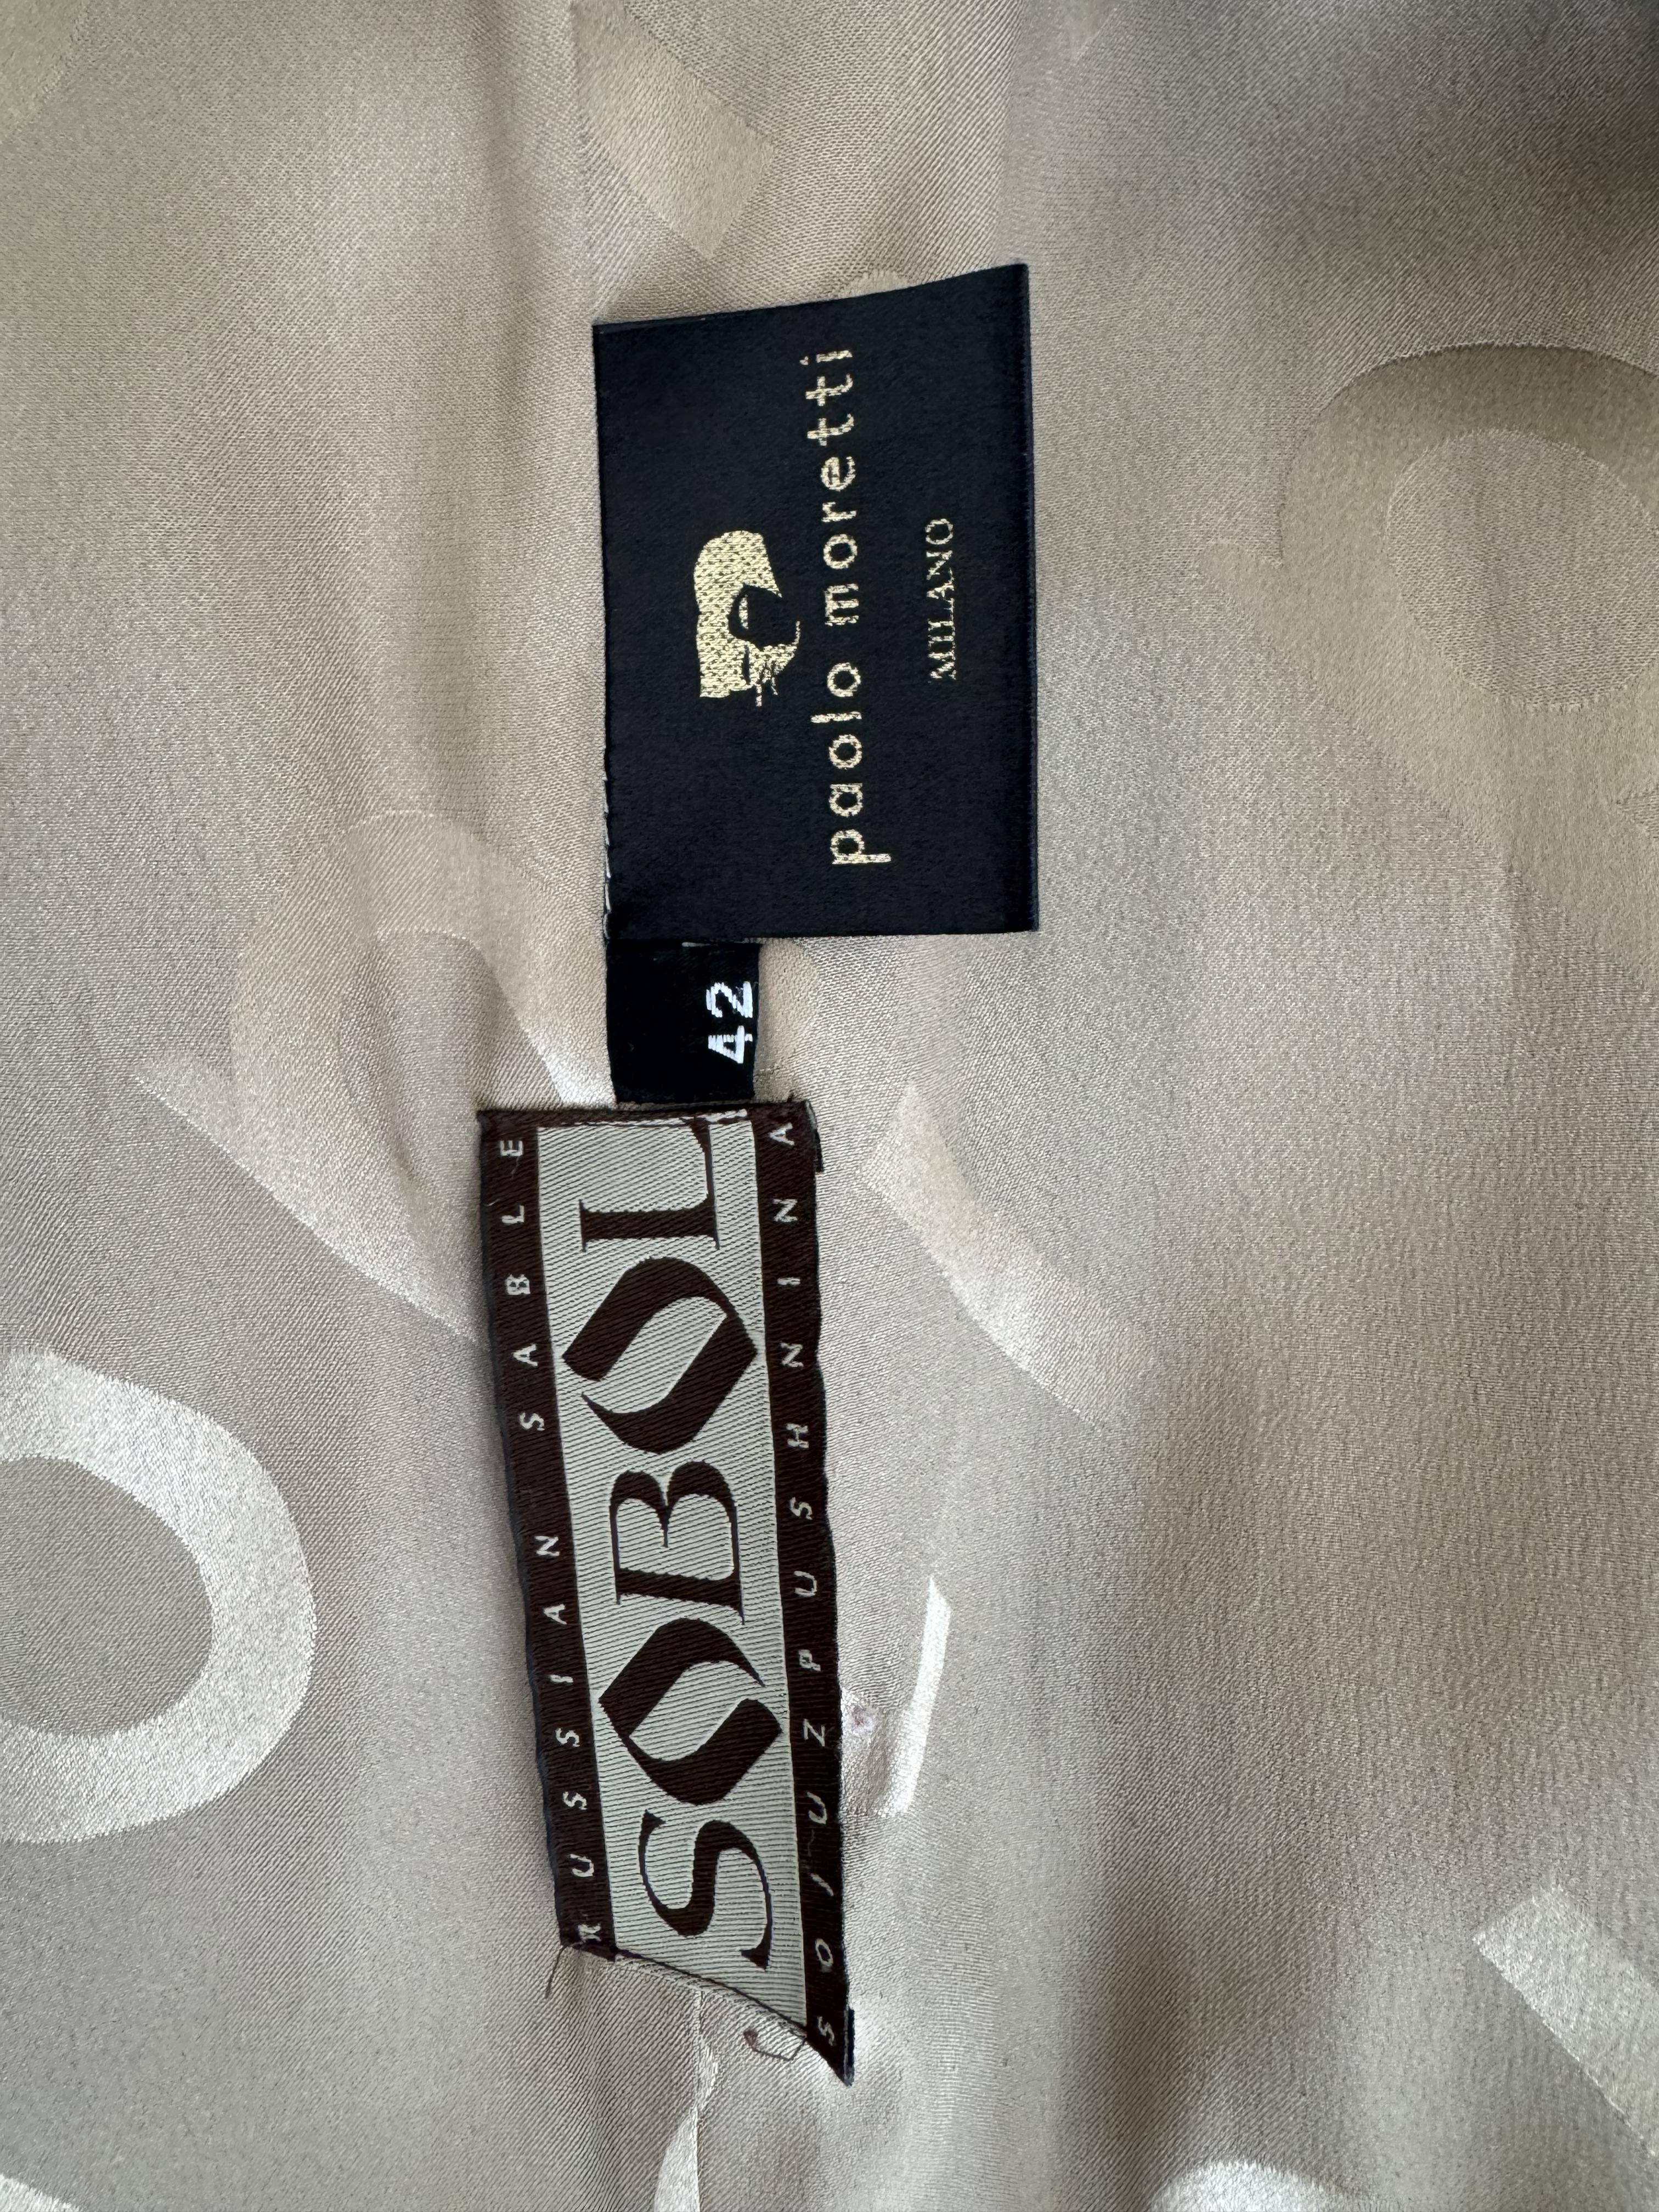 paolo moretti
MILANO
42
RUSSIAN SABLE
SOBOL
SOJUZPUSHNINA